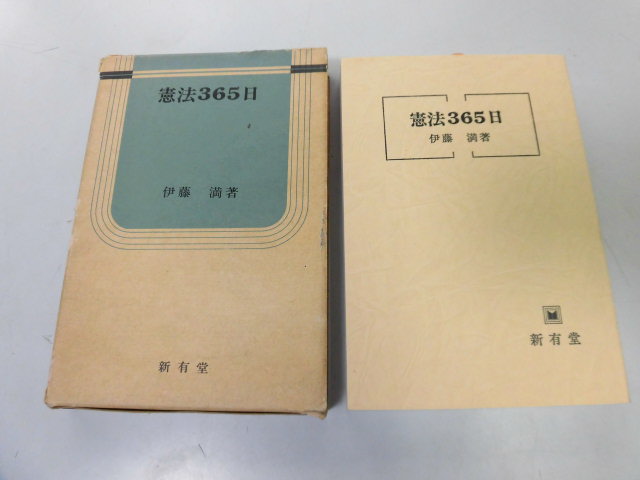 憲法365日
伊藤 満著
新有堂
憲法365日
伊藤 満著
新有堂